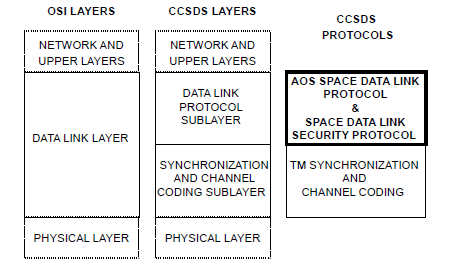 OSI LAYERS
CCSDS LAYERS
CCSDS
PROTOCOLS
NETWORK AND
UPPER LAYERS
NETWORK AND
UPPER LAYERS
DATA LINK LAYER
DATA LINK
PROTOCOL
SUBLAYER
AOS SPACE DATA LINK
PROTOCOL
&
SPACE DATA LINK
SECURITY PROTOCOL
SYNCHRONIZATION
AND CHANNEL
CODING SUBLAYER
TM SYNCHRONIZATION
AND
CHANNEL CODING
PHYSICAL LAYER
PHYSICAL LAYER